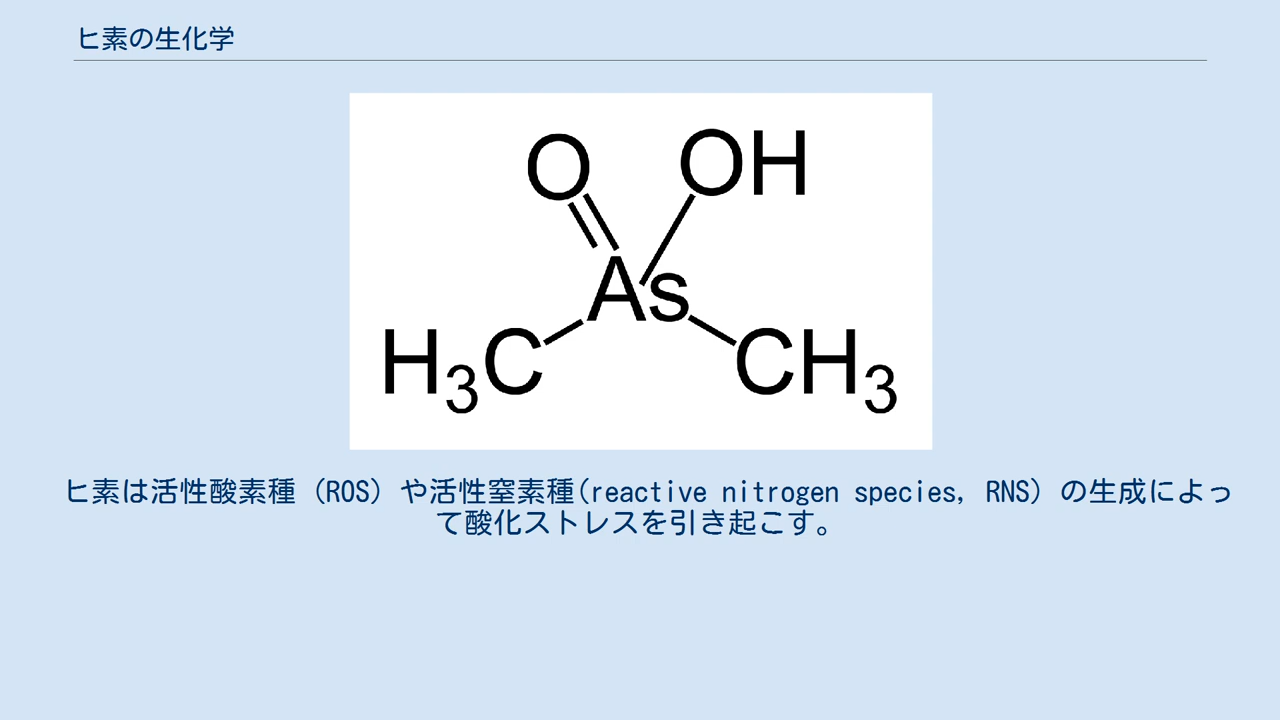 ヒ素の生化学
O OH
As
H3C CH3
ヒ素は活性酸素種 (ROS) や活性窒素種(reactive nitrogen species, RNS) の生成によっ
て酸化ストレスを引き起こす。